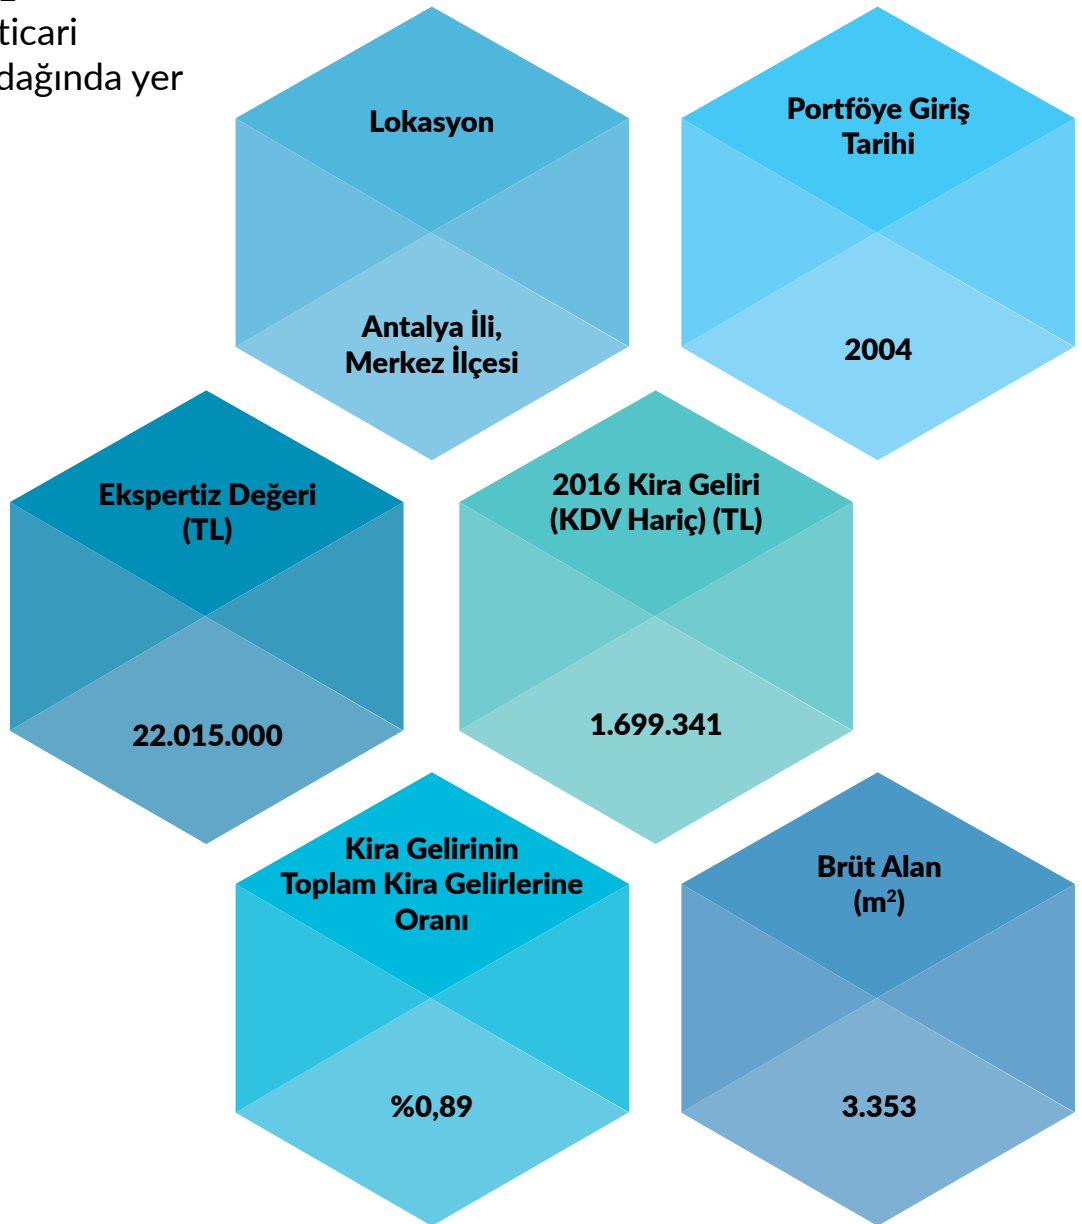 ticari
dağında yer
Lokasyon
Antalya İli,
Merkez İlçesi
Portföye Giriş
Tarihi
2004
Ekspertiz Değeri
(TL)
22.015.000
2016 Kira Geliri
(KDV Hariç) (TL)
1.699.341
Kira Gelirinin
Toplam Kira Gelirlerine
Oranı
%0,89
Brüt Alan
(m²)
3.353